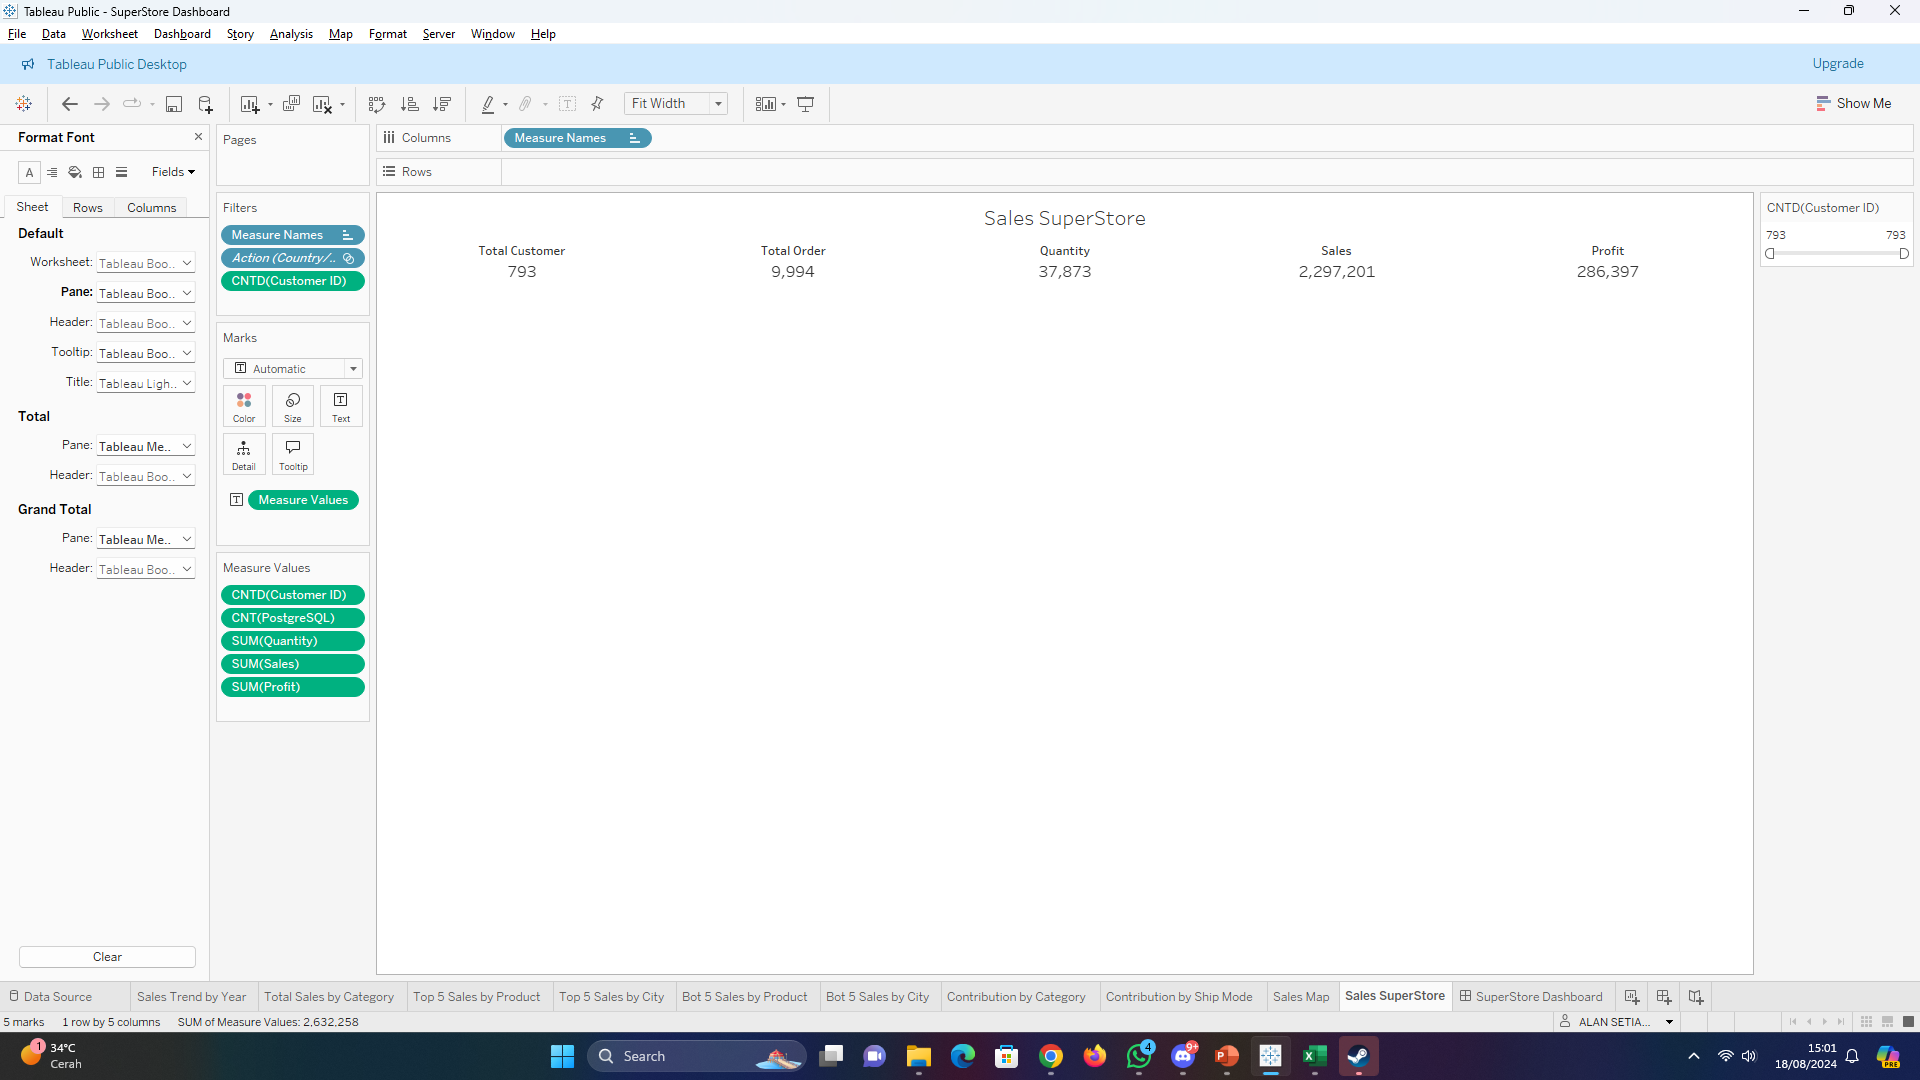 Tableau Public - SuperStore Dashboard
File Data Worksheet Dashboard Story Analysis Map Format Server Window Help
Tableau Public Desktop Upgrade
Fit Width Show Me
Format Font
A Fields
Sheet Rows Columns
Default
Worksheet: Tableau Boo..
Pane: Tableau Boo..
Header: Tableau Boo..
Tooltip: Tableau Boo..
Title: Tableau Ligh..
Total
Pane: Tableau Me..
Header: Tableau Boo..
Grand Total
Pane: Tableau Me..
Header: Tableau Boo..
Clear
Pages
Filters
Measure Names
Action (Country/..
CNTD(Customer ID)
Marks
T Automatic
Color Size Text
Detail Tooltip
T Measure Values
Measure Values
CNTD(Customer ID)
CNT(PostgreSQL)
SUM(Quantity)
SUM(Sales)
SUM(Profit)
Columns Measure Names
Rows
Sales SuperStore
Total Customer Total Order Quantity Sales Profit
793 9,994 37,873 2,297,201 286,397
CNTD(Customer ID)
793 793
Data Source Sales Trend by Year Total Sales by Category Top 5 Sales by Product Top 5 Sales by City Bot 5 Sales by Product Bot 5 Sales by City Contribution by Category Contribution by Ship Mode Sales Map Sales SuperStore SuperStore Dashboard
5 marks 1 row by 5 columns SUM of Measure Values: 2,632,258 ALAN SETIA...
1 34°C
Cerah
Search
4 9+
15:01
18/08/2024
PRE